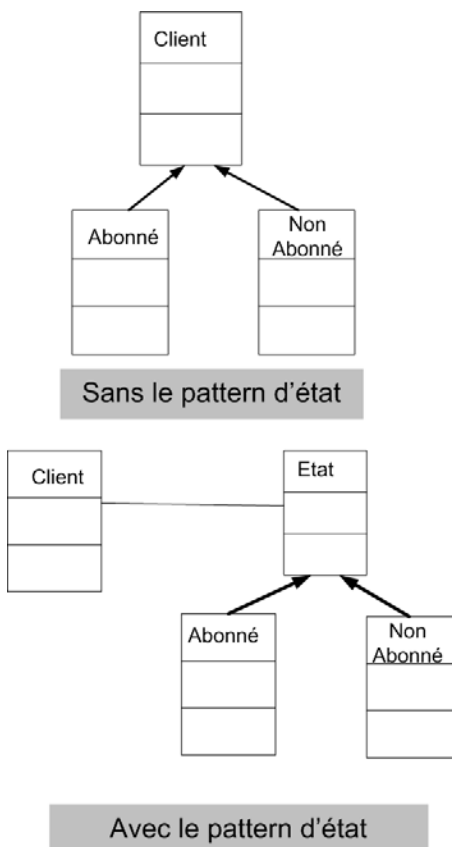 Client
Abonné
Non
Abonné
Sans le pattern d'état
Client
Etat
Abonné
Non
Abonné
Avec le pattern d'état